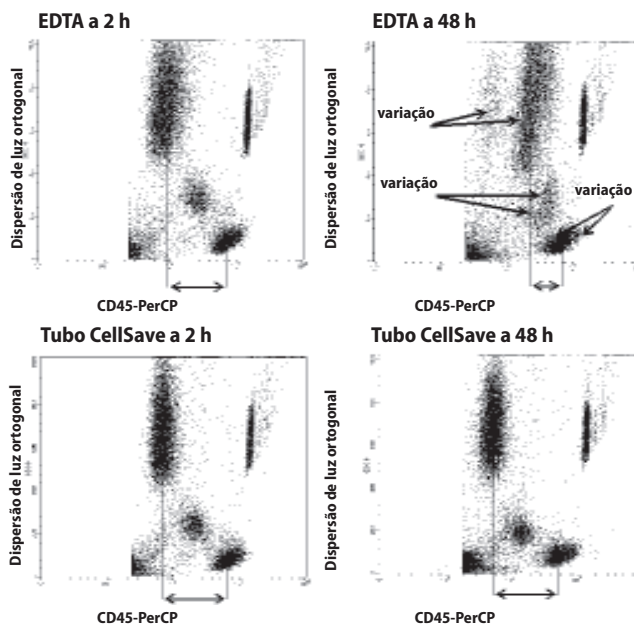 EDTA a 2 h
EDTA a 48 h
Dispersão de luz ortogonal
CD45-PerCP
Dispersão de luz ortogonal
variação
variação
variação
CD45-PerCP
Tubo CellSave a 2 h
Tubo CellSave a 48 h
Dispersão de luz ortogonal
CD45-PerCP
Dispersão de luz ortogonal
CD45-PerCP